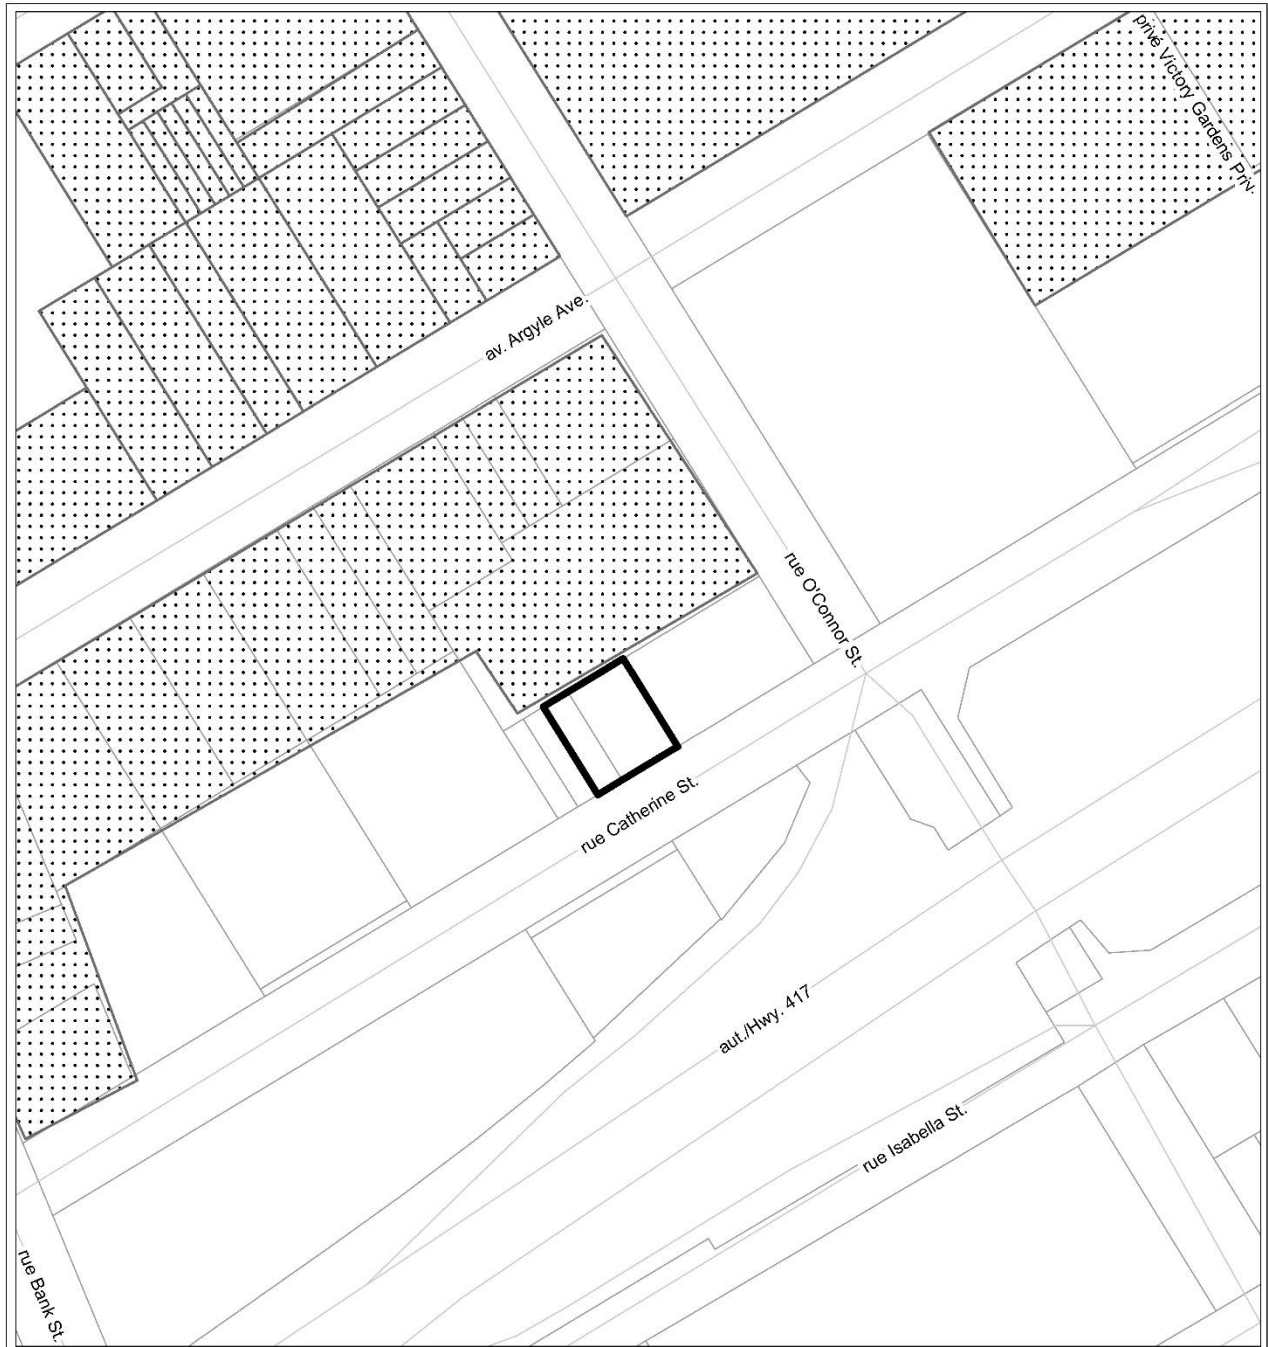 privé Victory Gardens Priv.
av. Argyle Ave.
rue O'Connor St.
rue Catherine St.
aut./Hwy. 417
rue Isabella St.
rue Bank St.